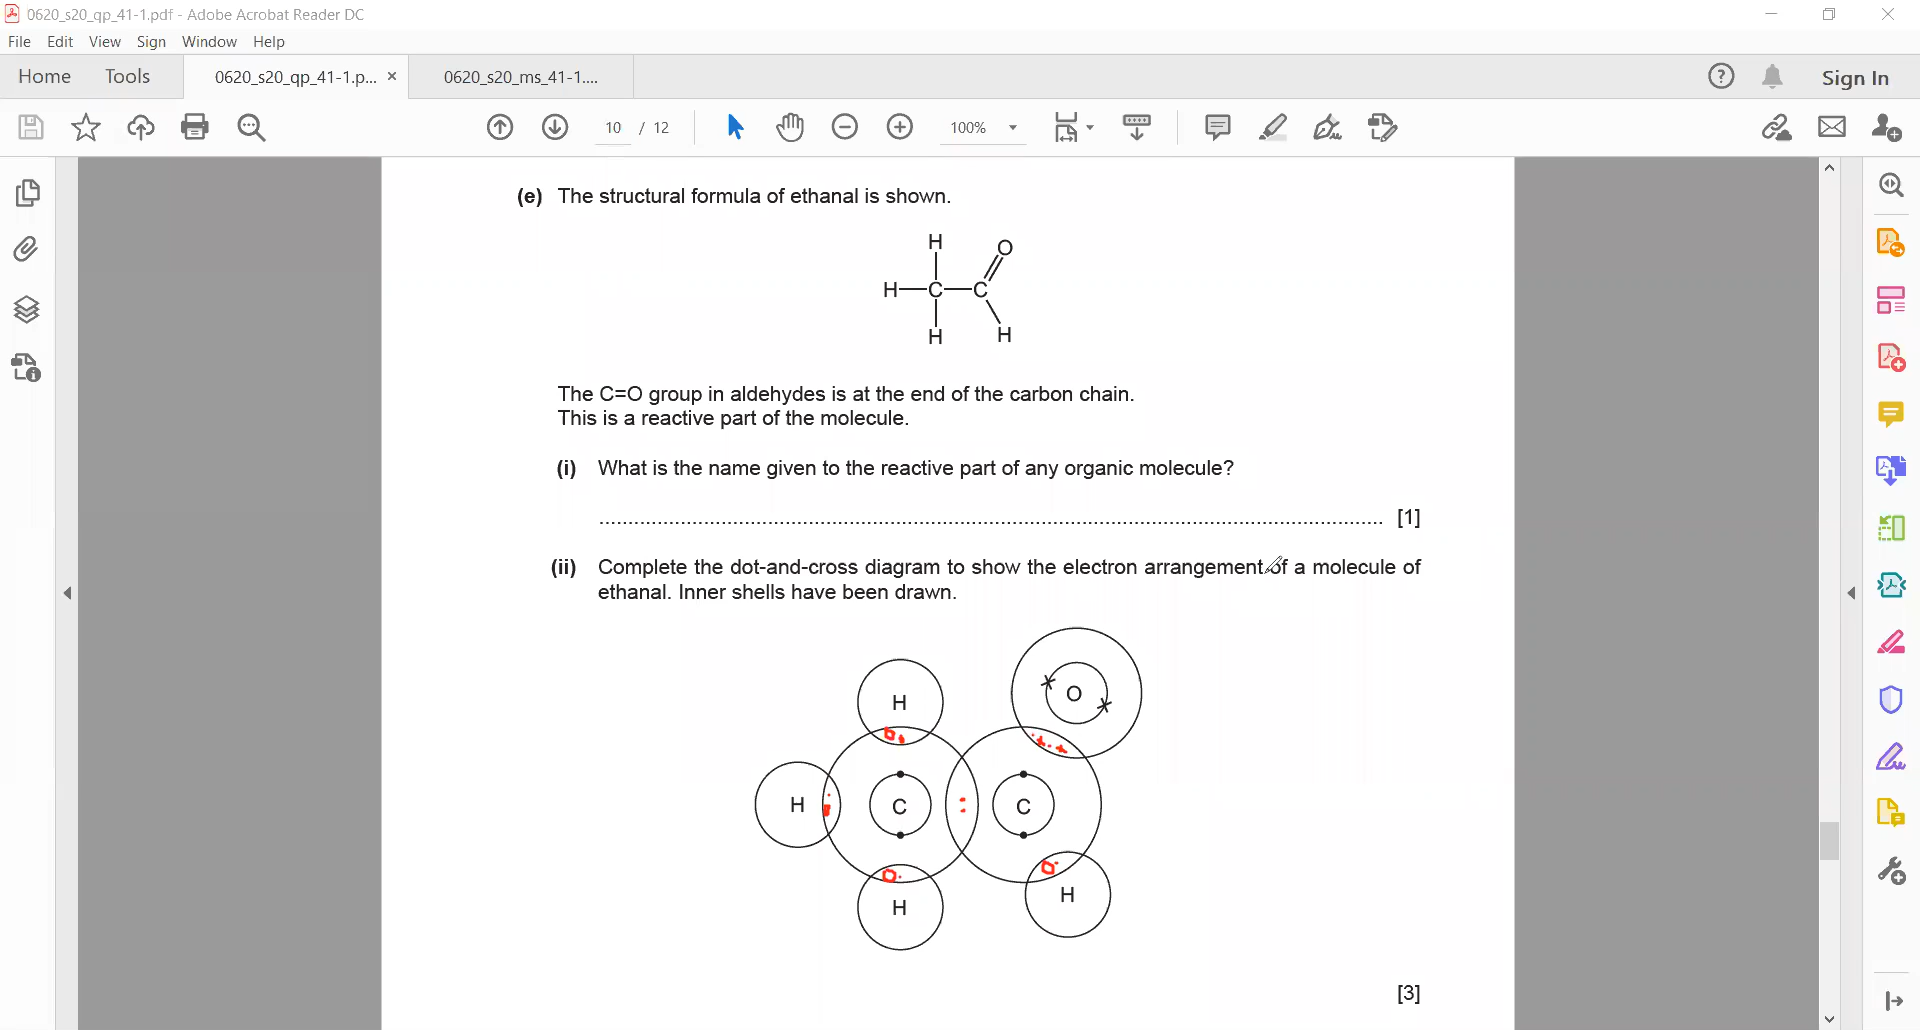 0620_s20_qp_41-1.pdf - Adobe Acrobat Reader DC
File Edit View Sign Window Help
Home Tools 0620_s20_qp_41-1.p... × 0620_s20_ms_41-1.... Sign In
10 / 12 100%
(e) The structural formula of ethanal is shown.
H O
H C C
H H
The C=O group in aldehydes is at the end of the carbon chain.
This is a reactive part of the molecule.
(i) What is the name given to the reactive part of any organic molecule?
.......................................................................................................................................... [1]
(ii) Complete the dot-and-cross diagram to show the electron arrangement of a molecule of
ethanal. Inner shells have been drawn.
O
H
H C C
H
H
[3]